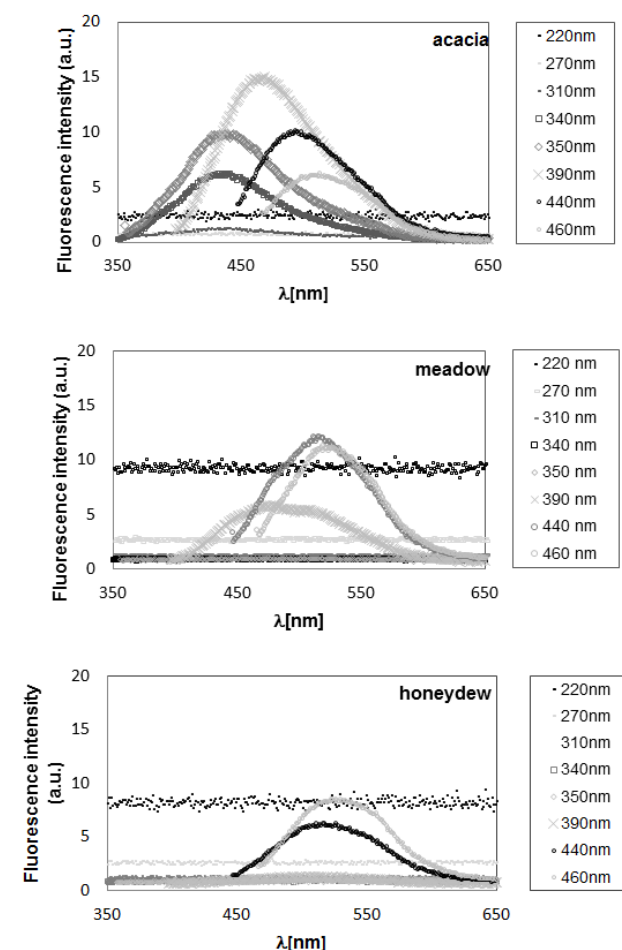 20
15
10
5
0
350
450
550
650
Fluorescence intensity (a.u.)
λ[nm]
acacia
220nm
270nm
310nm
340nm
350nm
390nm
440nm
460nm
20
15
10
5
0
350
450
550
650
Fluorescence intensity (a.u.)
λ[nm]
meadow
220 nm
270 nm
310 nm
340 nm
350 nm
390 nm
440 nm
460 nm
20
15
10
5
0
350
450
550
650
Fluorescence intensity
(a.u.)
λ[nm]
honeydew
220nm
270nm
310nm
340nm
350nm
390nm
440nm
460nm